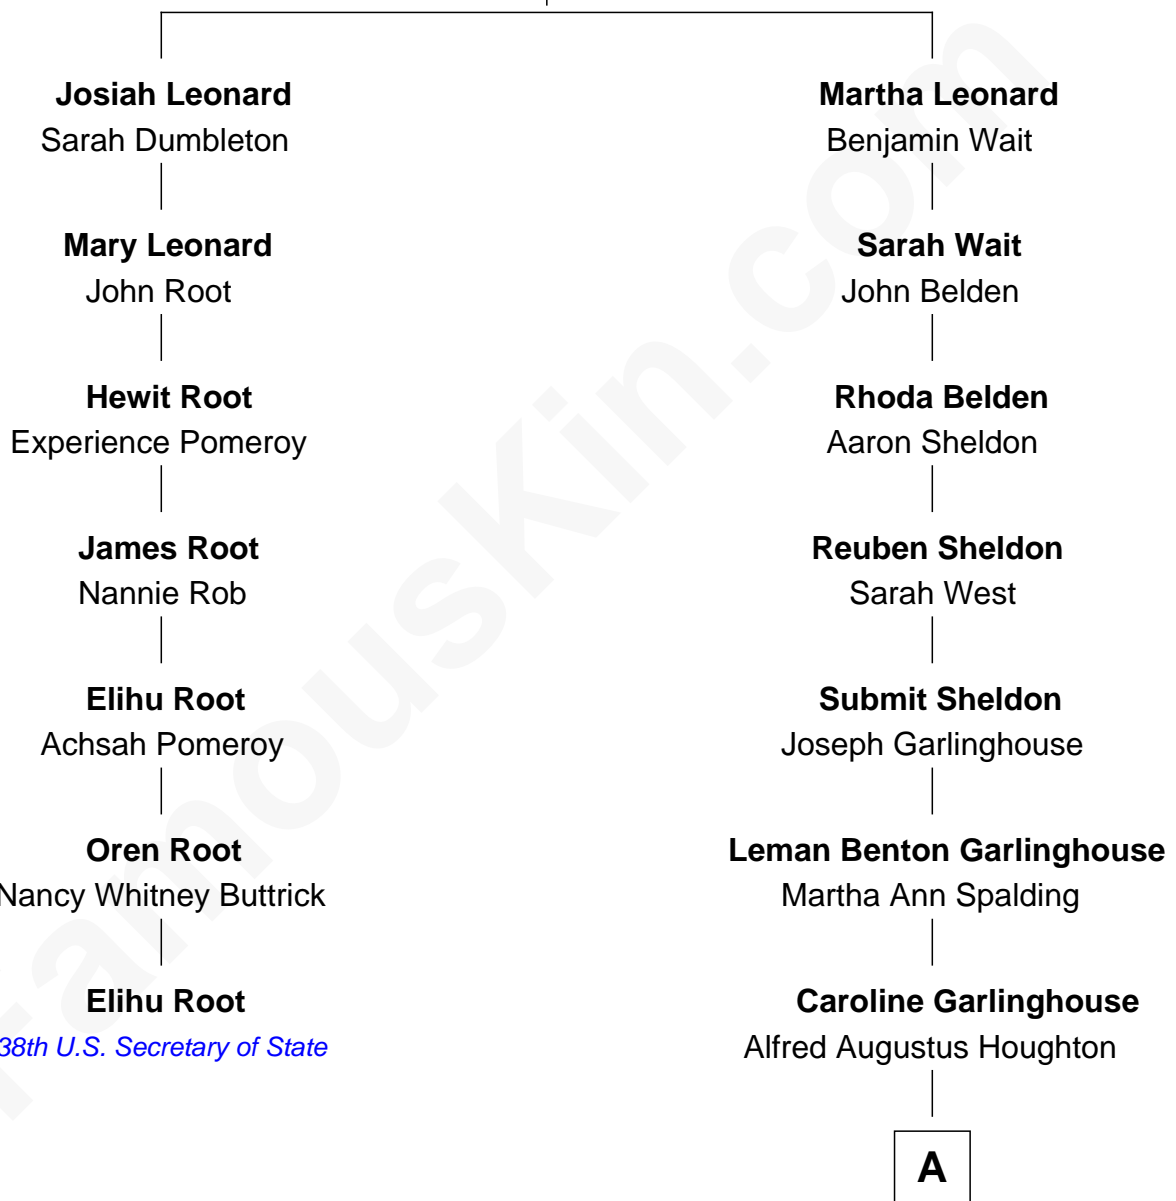 Josiah Leonard
Sarah Dumbleton
Mary Leonard
John Root
Hewit Root
Experience Pomeroy
James Root
Nannie Rob
Elihu Root
Achsah Pomeroy
Oren Root
Nancy Whitney Buttrick
Elihu Root
38th U.S. Secretary of State
Martha Leonard
Benjamin Wait
Sarah Wait
John Belden
Rhoda Belden
Aaron Sheldon
Reuben Sheldon
Sarah West
Submit Sheldon
Joseph Garlinghouse
Leman Benton Garlinghouse
Martha Ann Spalding
Caroline Garlinghouse
Alfred Augustus Houghton
A
FamousKin.com